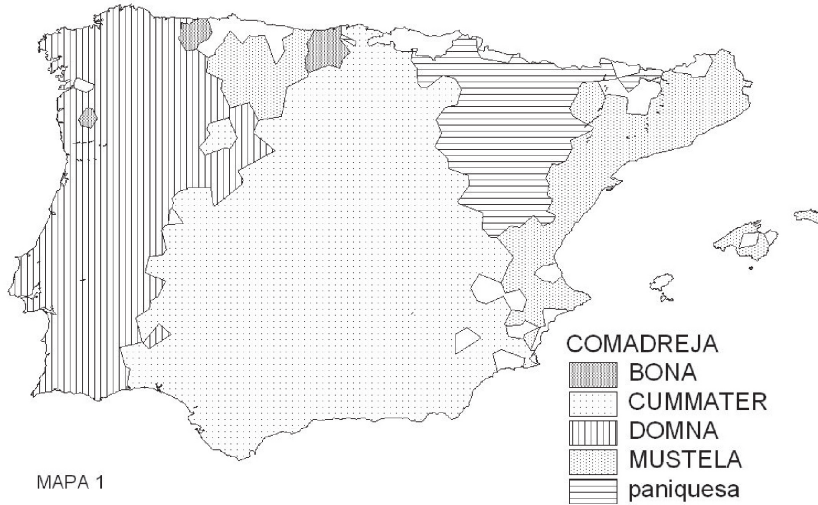 COMADREJA
BONA
CUMMATER
DOMNA
MUSTELA
paniquesa
MAPA 1